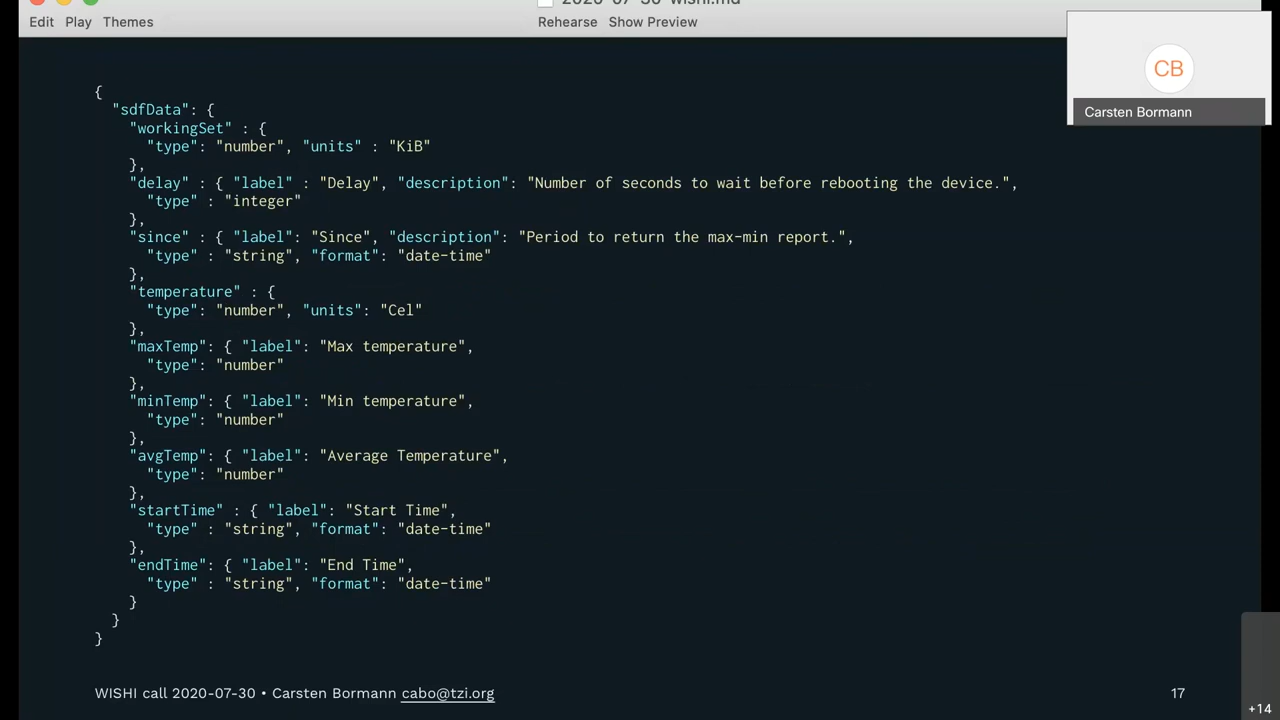 2020-07-30-wishi.md
Edit Play Themes Rehearse Show Preview
CB
Carsten Bormann
{
  "sdfData": {
    "workingSet" : {
      "type": "number", "units" : "KiB"
    },
    "delay" : { "label" : "Delay", "description": "Number of seconds to wait before rebooting the device.",
      "type" : "integer"
    },
    "since" : { "label": "Since", "description": "Period to return the max-min report.",
      "type" : "string", "format": "date-time"
    },
    "temperature" : {
      "type": "number", "units": "Cel"
    },
    "maxTemp": { "label": "Max temperature",
      "type": "number"
    },
    "minTemp": { "label": "Min temperature",
      "type": "number"
    },
    "avgTemp": { "label": "Average Temperature",
      "type": "number"
    },
    "startTime" : { "label": "Start Time",
      "type" : "string", "format": "date-time"
    },
    "endTime": { "label": "End Time",
      "type" : "string", "format": "date-time"
    }
  }
}
WISHI call 2020-07-30 • Carsten Bormann cabo@tzi.org 17
+14